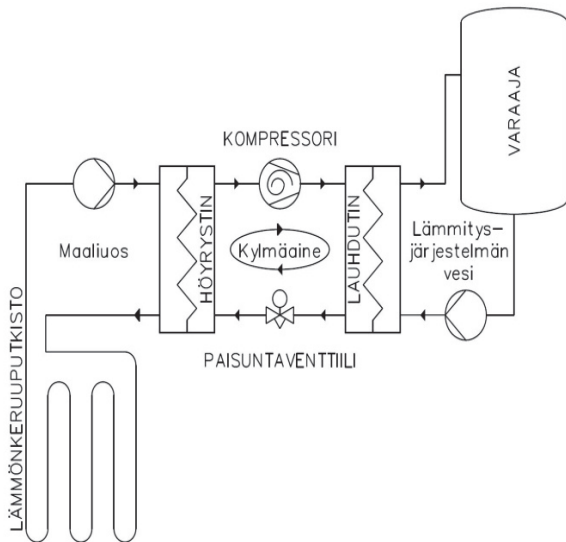 VARAAJA
KOMPRESSORI
Maaliuos
HÖYRYSTIN
Kylmäaine
LAUHDUTIN
Lämmitys-
järjestelmän
vesi
PAISUNTAVENTTIILI
LÄMMÖNKERUUPUTKISTO